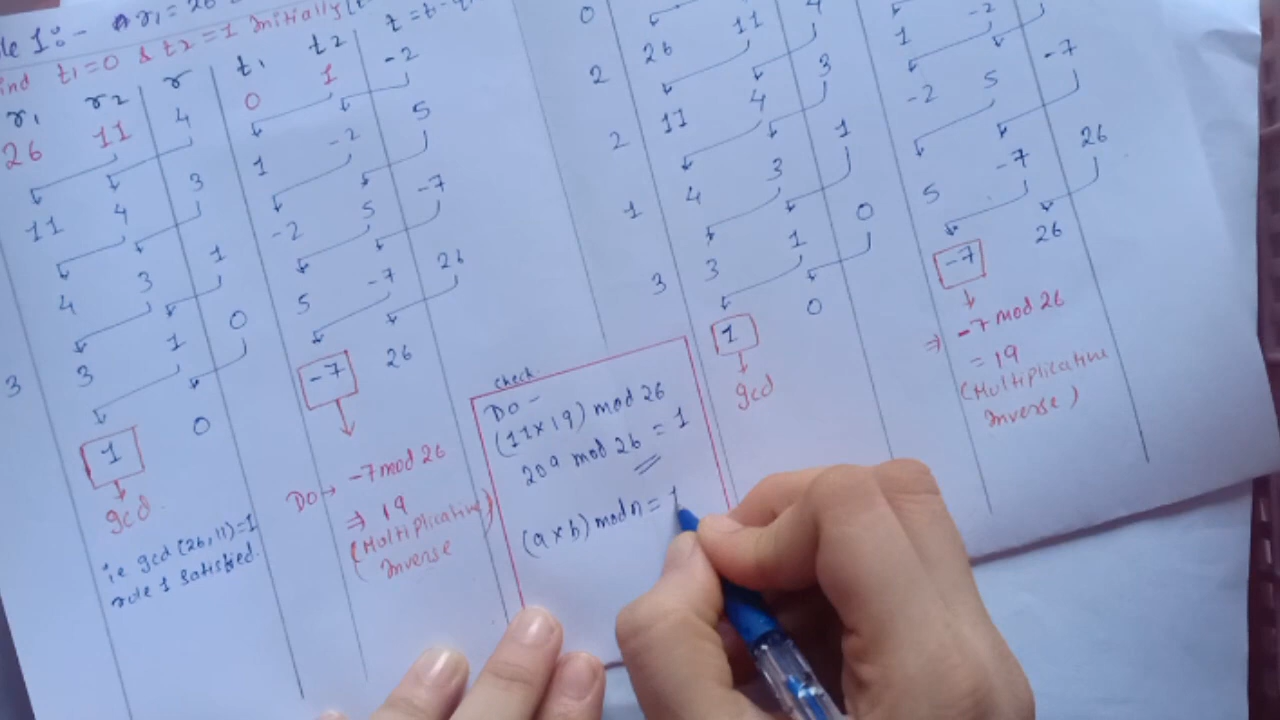 le 1:- r1 = 26
ind t1=0 & t2=1 Initially
r1 r2 r t1 t2
26 11 4 0 1 -2
11 4 3 1 -2 5
4 3 1 -2 5 -7
3 3 1 0 5 -7 26
1 0 -7 26
gcd
ie gcd (26,11)=1
rule 1 satisfied.
DO → -7 mod 26
⇒ 19
(Multiplicative)
Inverse
check
DO -
(11×19) mod 26
209 mod 26 = 1
(a×b) mod n = 1
0 11 4 -2
2 26 11 4 1 -2
2 11 4 3 -2 5 -7
1 4 3 1 5 -7 26
3 3 1 0 -7 26
1 0
gcd
⇒ -7 mod 26
= 19
(Multiplicative
Inverse)